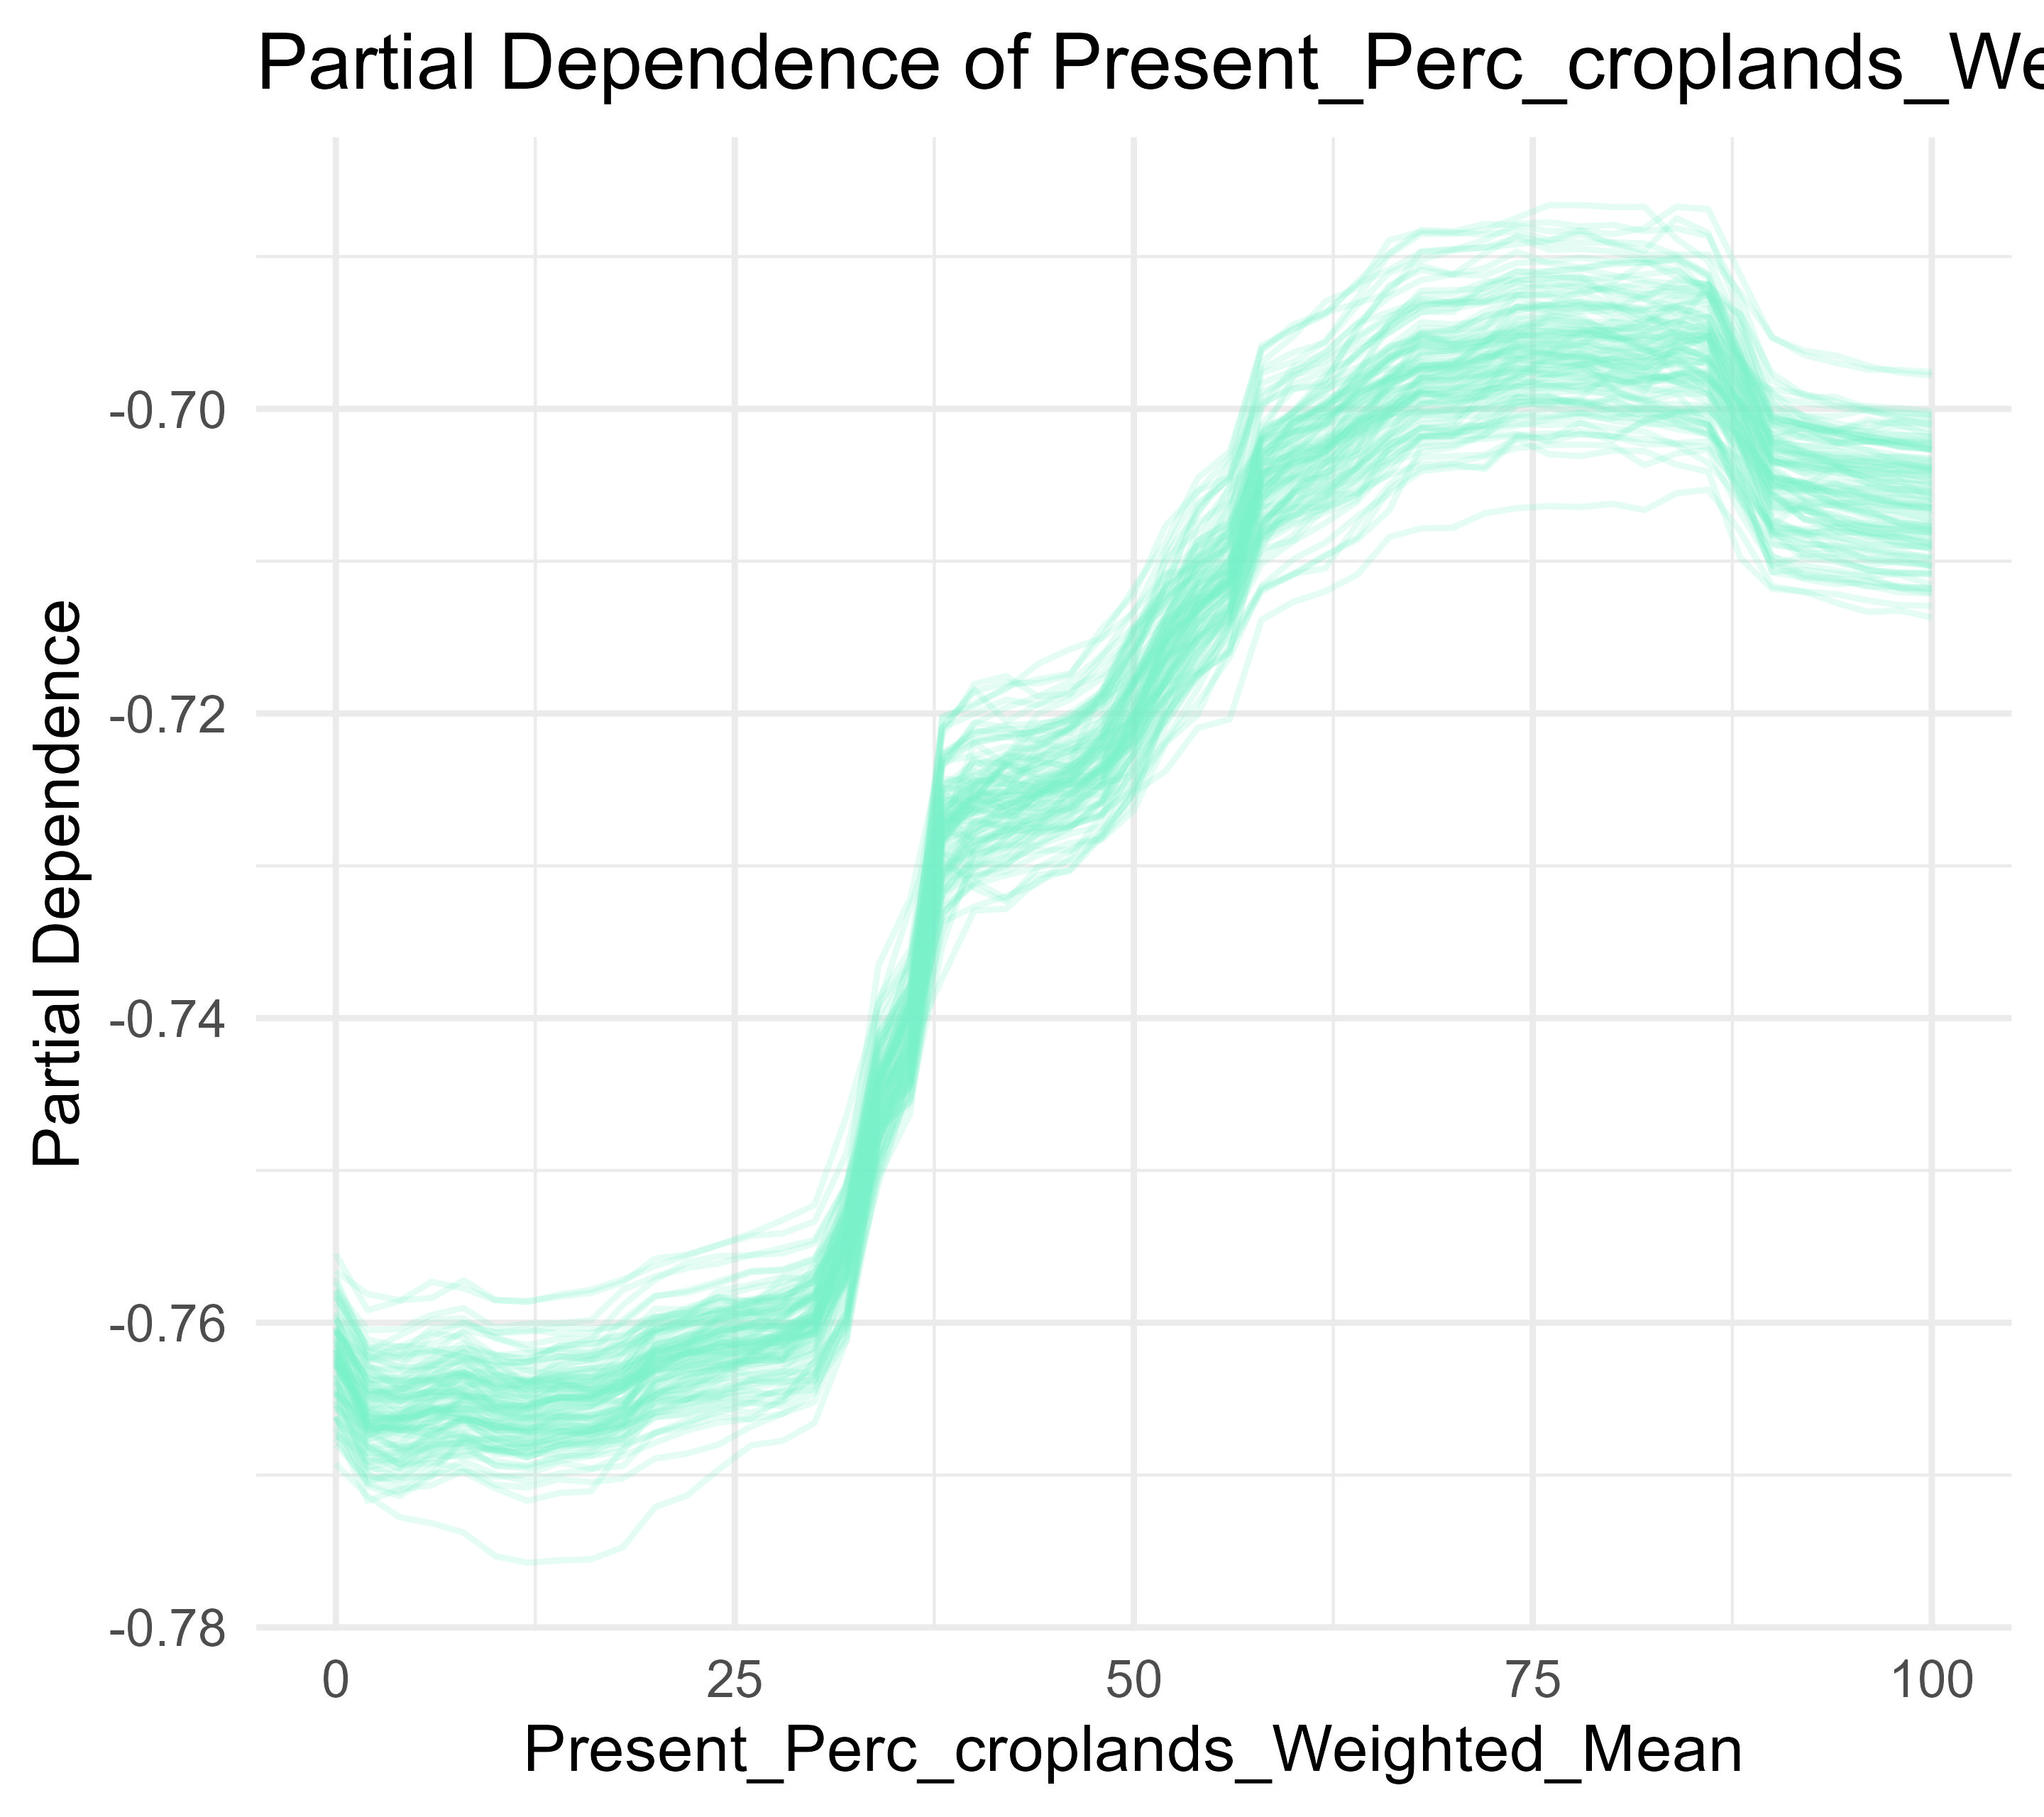 Partial Dependence of Present_Perc_croplands_We
Partial Dependence
-0.70
-0.72
-0.74
-0.76
-0.78
0 25 50 75 100
Present_Perc_croplands_Weighted_Mean